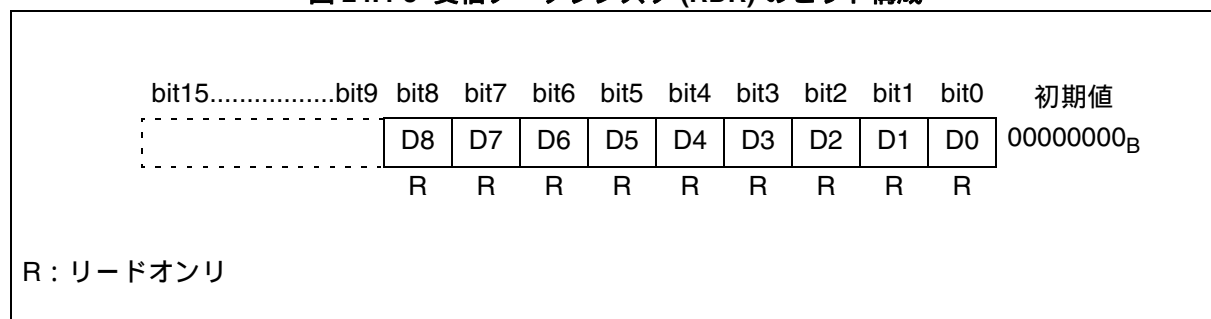 bit15.................bit9 bit8 bit7 bit6 bit5 bit4 bit3 bit2 bit1 bit0 初期値
D8 D7 D6 D5 D4 D3 D2 D1 D0 00000000B
R R R R R R R R R
R : リードオンリ